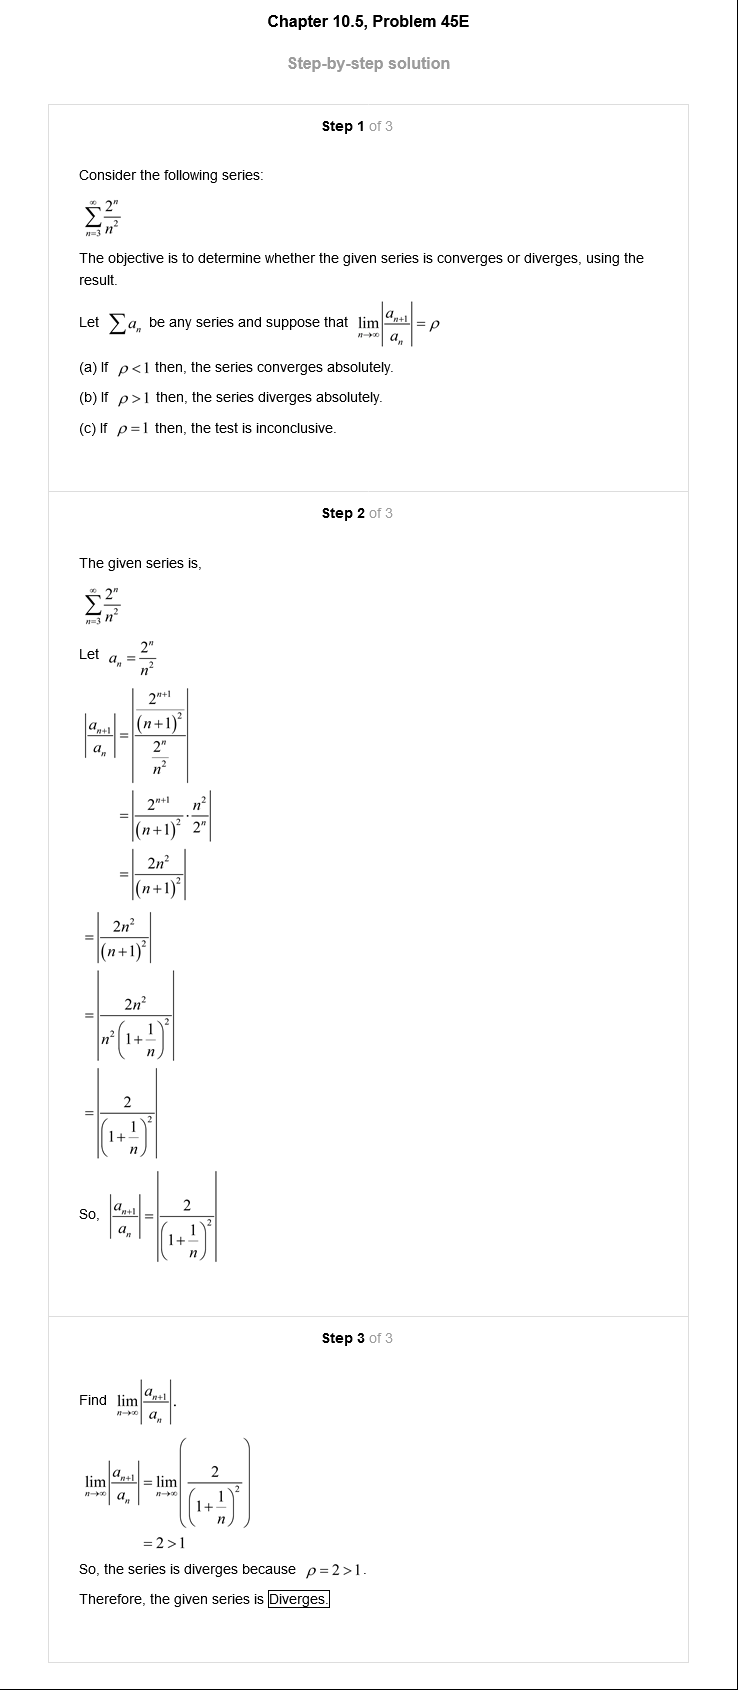 Chapter 10.5, Problem 45E
Step-by-step solution
Step 1 of 3
Consider the following series:
$\sum_{n=3}^{\infty} \frac{2^n}{n^2}$
The objective is to determine whether the given series is converges or diverges, using the
result.
Let $\sum a_n$ be any series and suppose that $\lim_{n\to\infty} \left|\frac{a_{n+1}}{a_n}\right| = \rho$
(a) If $\rho < 1$ then, the series converges absolutely.
(b) If $\rho > 1$ then, the series diverges absolutely.
(c) If $\rho = 1$ then, the test is inconclusive.
Step 2 of 3
The given series is,
$\sum_{n=3}^{\infty} \frac{2^n}{n^2}$
Let $a_n = \frac{2^n}{n^2}$
$\left|\frac{a_{n+1}}{a_n}\right| = \left|\frac{\frac{2^{n+1}}{(n+1)^2}}{\frac{2^n}{n^2}}\right|$
$= \left|\frac{2^{n+1}}{(n+1)^2} \cdot \frac{n^2}{2^n}\right|$
$= \left|\frac{2n^2}{(n+1)^2}\right|$
$= \left|\frac{2n^2}{(n+1)^2}\right|$
$= \left|\frac{2n^2}{n^2\left(1+\frac{1}{n}\right)^2}\right|$
$= \left|\frac{2}{\left(1+\frac{1}{n}\right)^2}\right|$
So, $\left|\frac{a_{n+1}}{a_n}\right| = \left|\frac{2}{\left(1+\frac{1}{n}\right)^2}\right|$
Step 3 of 3
Find $\lim_{n\to\infty} \left|\frac{a_{n+1}}{a_n}\right|$.
$\lim_{n\to\infty} \left|\frac{a_{n+1}}{a_n}\right| = \lim_{n\to\infty} \left(\frac{2}{\left(1+\frac{1}{n}\right)^2}\right)$
$= 2 > 1$
So, the series is diverges because $\rho = 2 > 1$.
Therefore, the given series is Diverges.